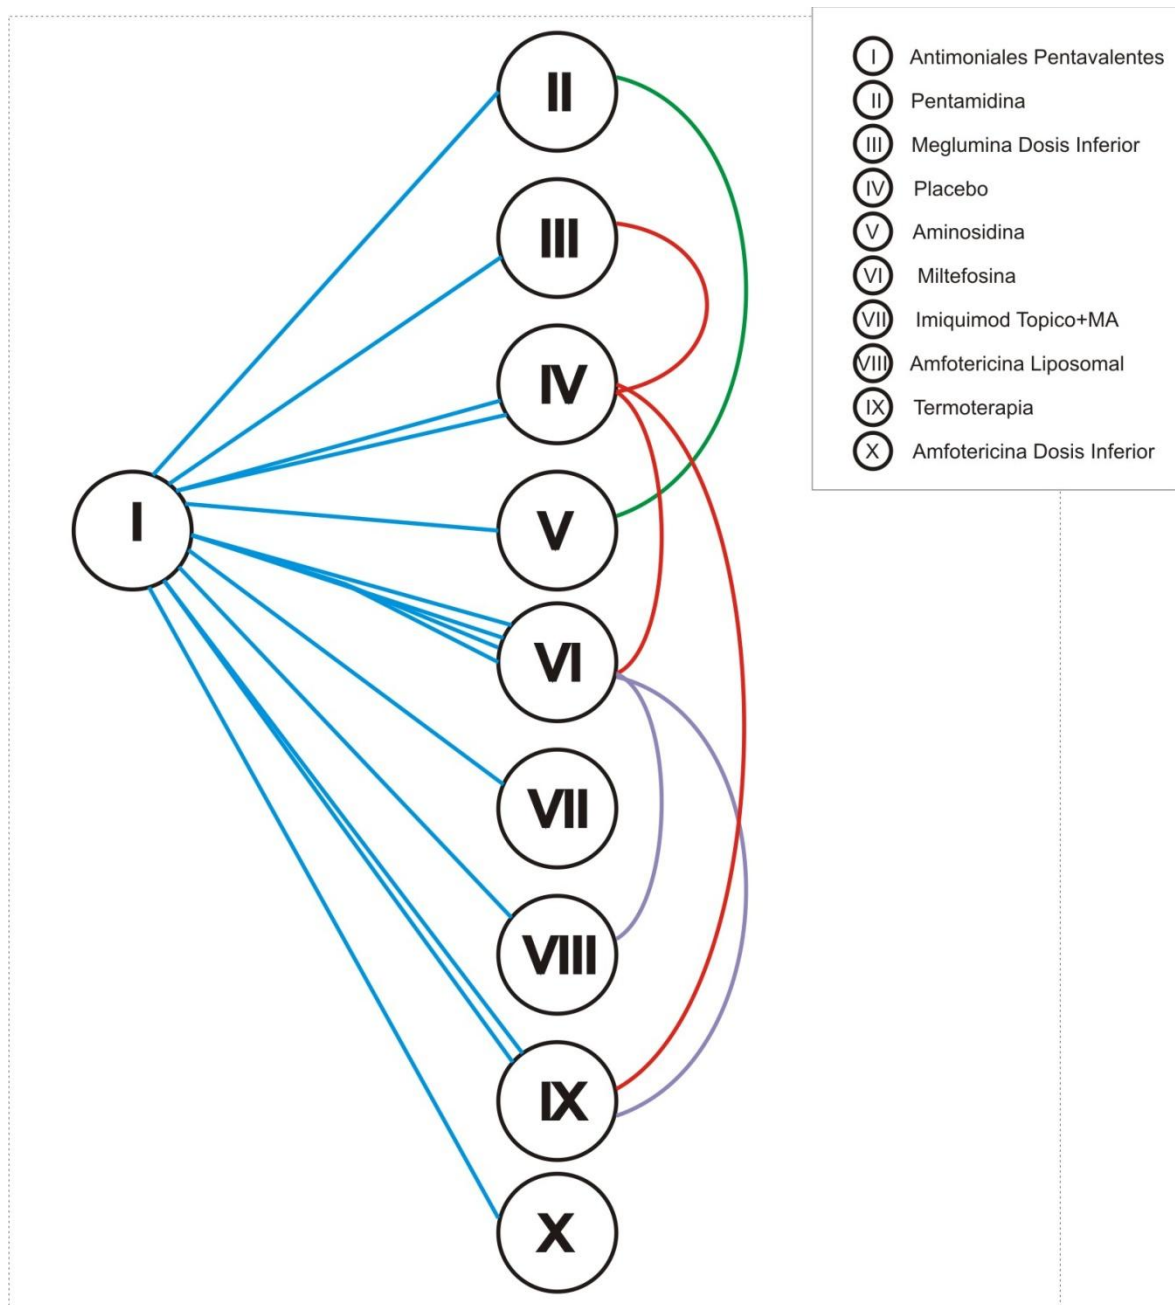 II
III
IV
V
I
VI
VII
VIII
IX
X
I Antimoniales Pentavalentes
II Pentamidina
III Meglumina Dosis Inferior
IV Placebo
V Aminosidina
VI Miltefosina
VII Imiquimod Topico+MA
VIII Amfotericina Liposomal
IX Termoterapia
X Amfotericina Dosis Inferior